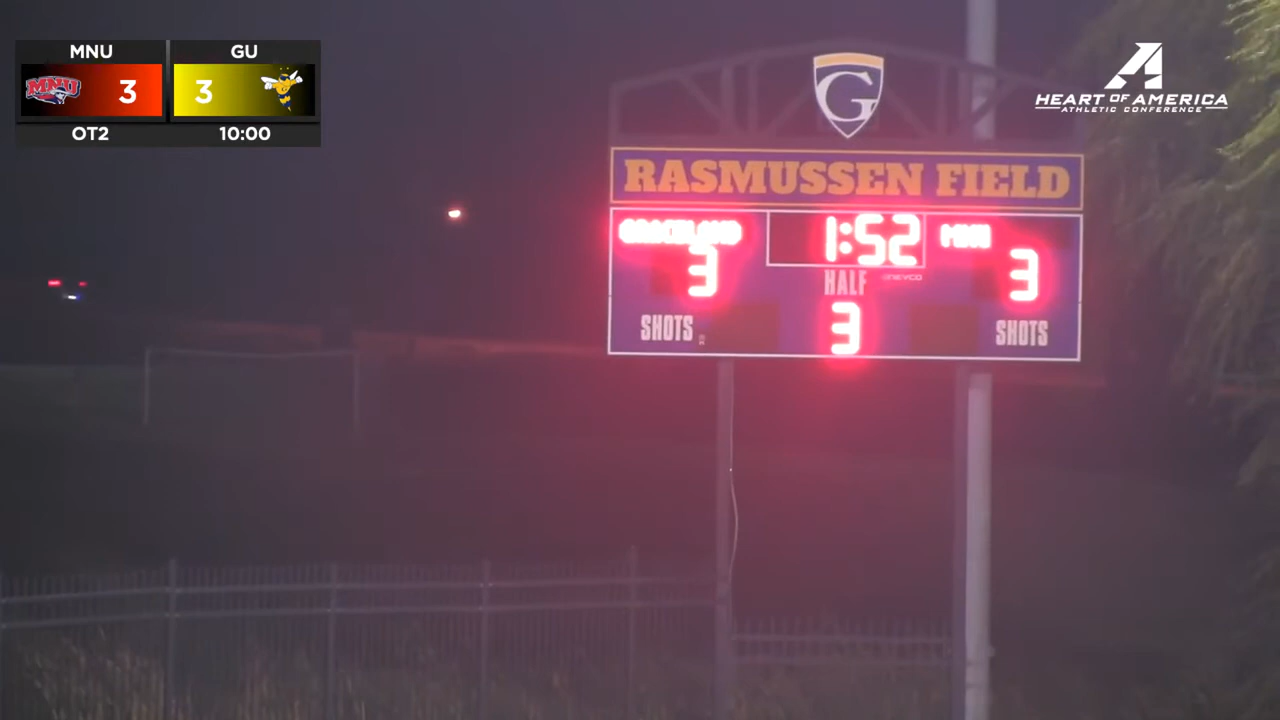 MNU GU
MNU 3 3
OT2 10:00
HEART OF AMERICA
ATHLETIC CONFERENCE
G
RASMUSSEN FIELD
GRACELAND 1:52 MNU
3 3
HALF
SHOTS 3 SHOTS